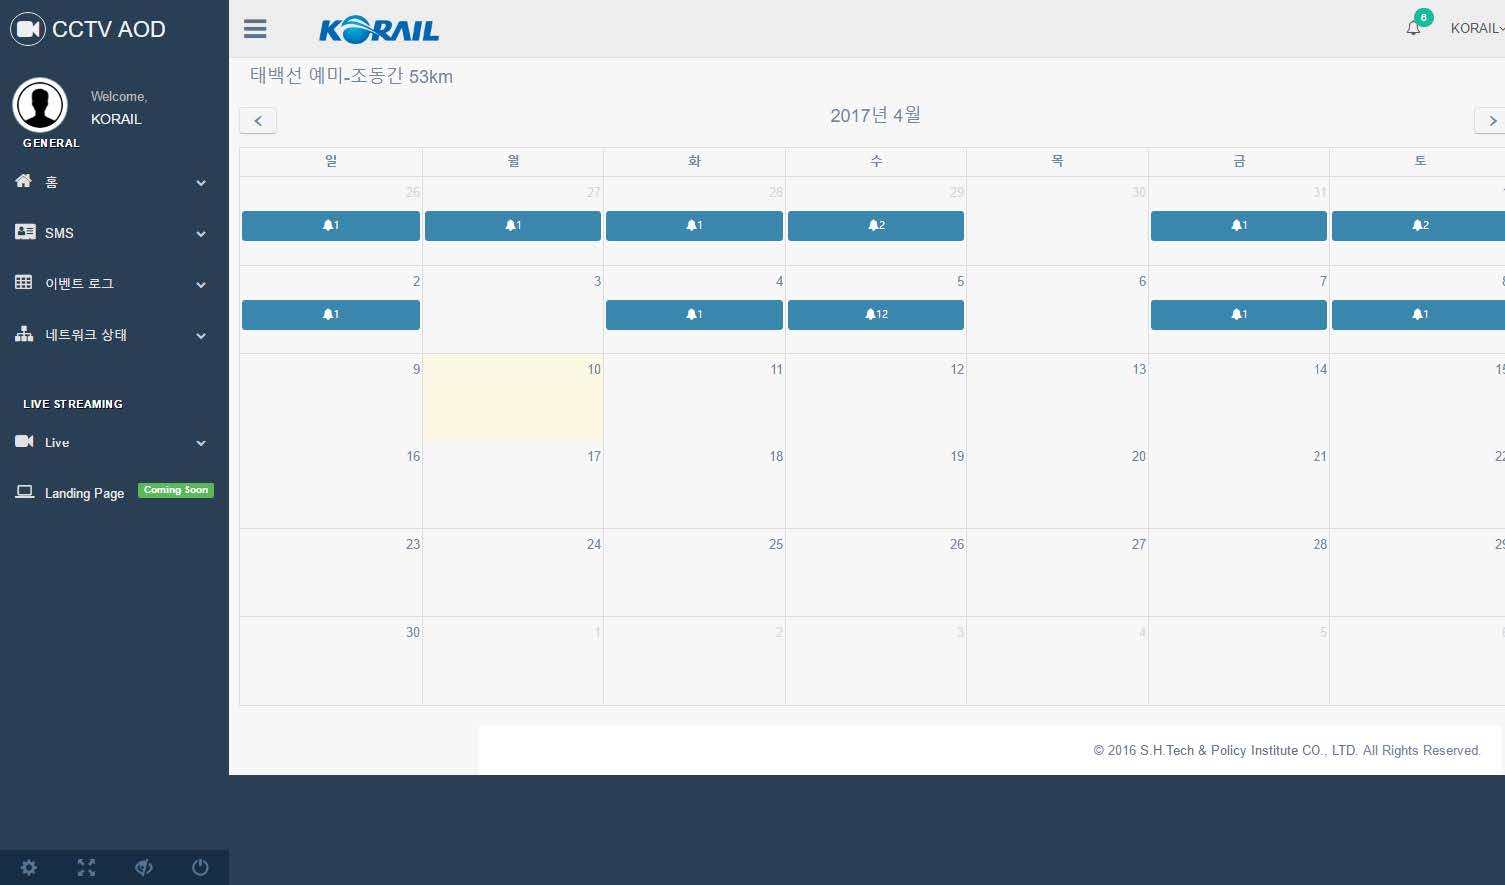 CCTV AOD
KORAIL
6
KORAIL
Welcome,
KORAIL
GENERAL
홈
SMS
이벤트 로그
네트워크 상태
LIVE STREAMING
Live
Landing Page Coming Soon
태백선 예미-조동간 53km
2017년 4월
일 월 화 수 목 금 토
26 27 28 29 30 31
1 1 1 2 1 2
2 3 4 5 6 7 8
1 1 12 1 1
9 10 11 12 13 14 15
16 17 18 19 20 21 22
23 24 25 26 27 28 29
30 1 2 3 4 5
© 2016 S.H.Tech & Policy Institute CO., LTD. All Rights Reserved.